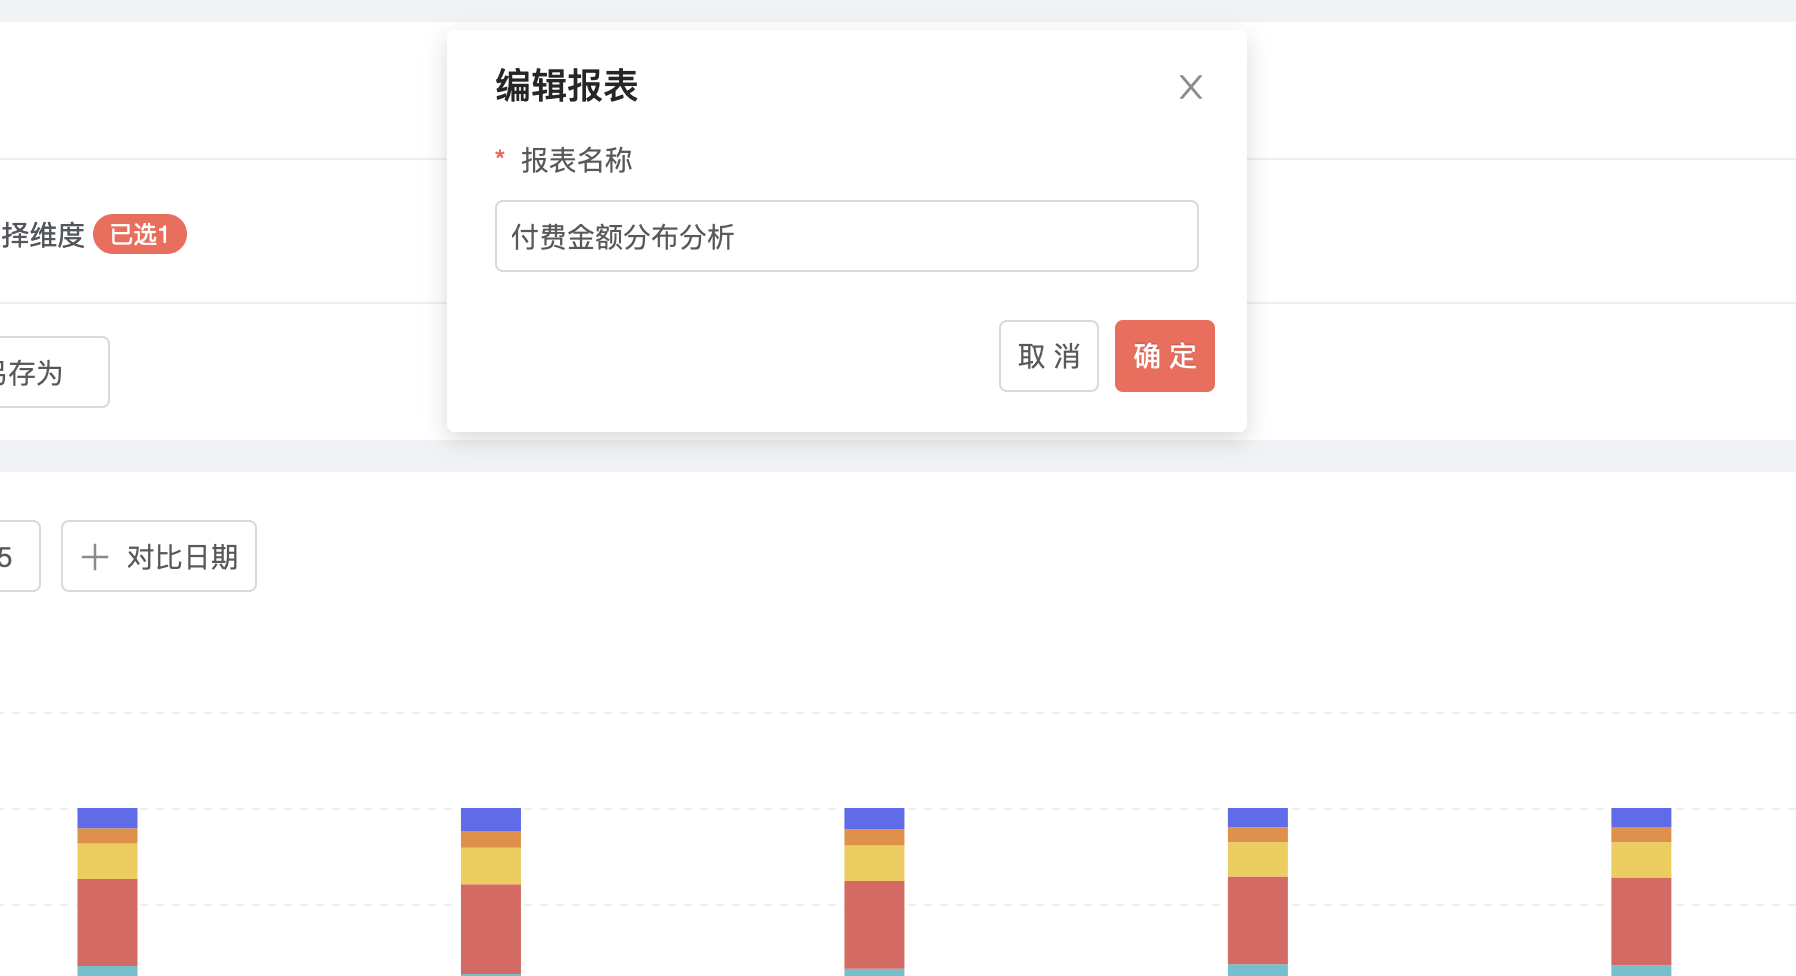 编辑报表
* 报表名称
择维度 已选1
付费金额分布分析
取 消 确 定
存为
5 对比日期